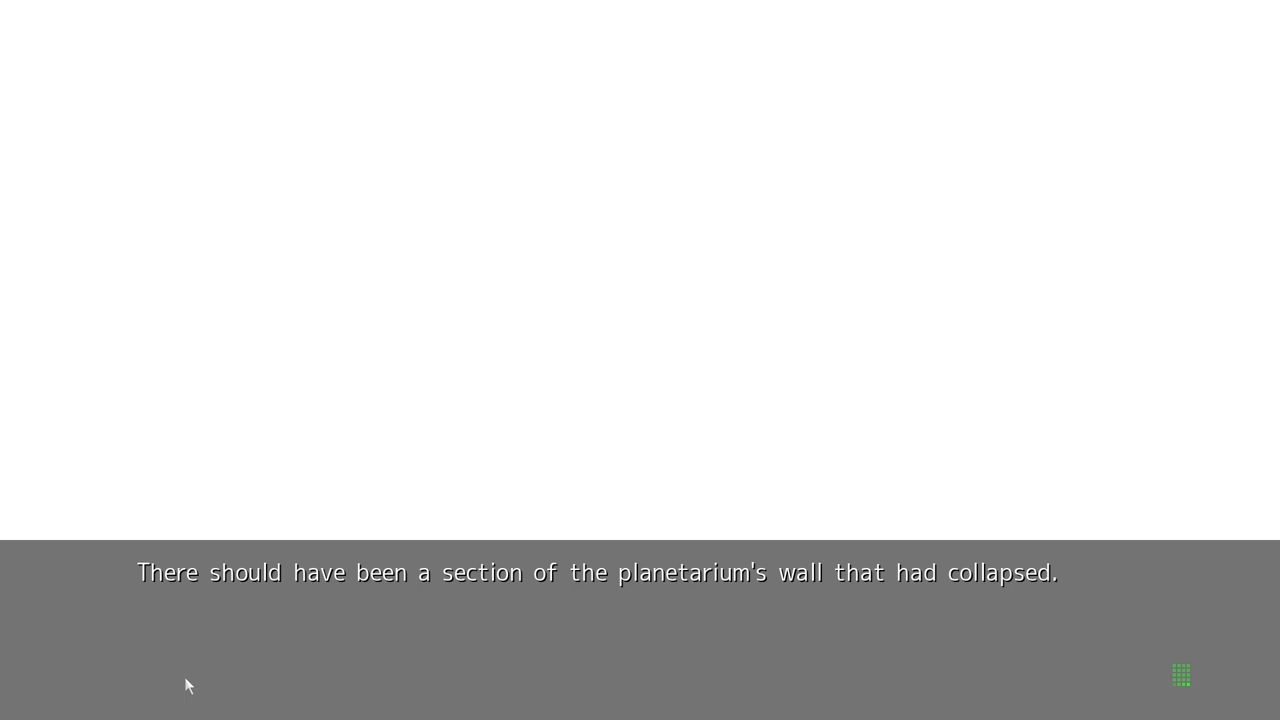 There should have been a section of the planetarium's wall that had collapsed.